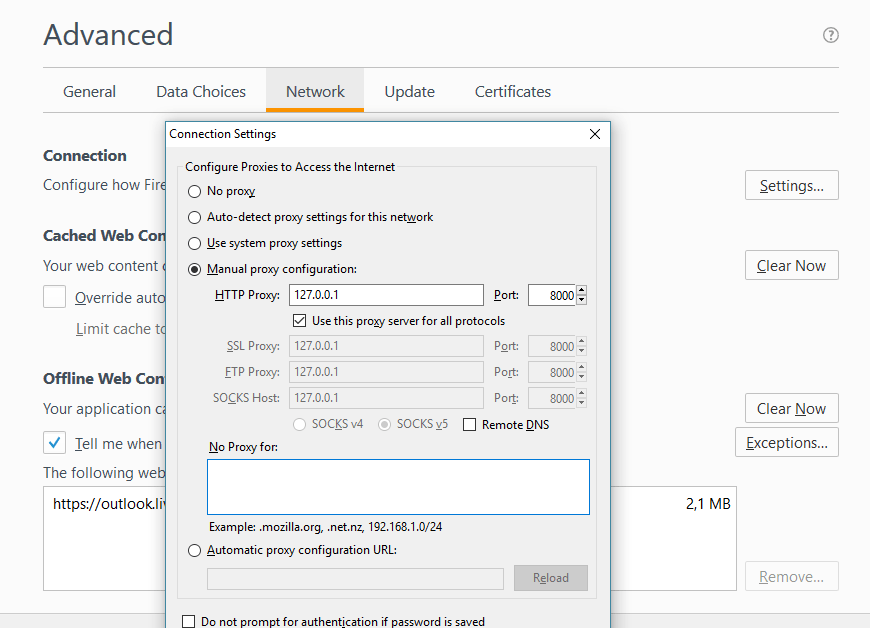 Advanced
General Data Choices Network Update Certificates
Connection Settings
Connection
Configure Proxies to Access the Internet
Configure how Fire
Settings...
No proxy
Auto-detect proxy settings for this network
Cached Web Con
Use system proxy settings
Your web content
Clear Now
Manual proxy configuration:
Override auto
HTTP Proxy: 127.0.0.1 Port: 8000
Use this proxy server for all protocols
Limit cache to
SSL Proxy: 127.0.0.1 Port: 8000
FTP Proxy: 127.0.0.1 Port: 8000
Offline Web Con
SOCKS Host: 127.0.0.1 Port: 8000
Your application ca
Clear Now
SOCKS v4 SOCKS v5 Remote DNS
Tell me when
Exceptions...
No Proxy for:
The following web
https://outlook.liv
2,1 MB
Example: .mozilla.org, .net.nz, 192.168.1.0/24
Automatic proxy configuration URL:
Reload
Remove...
Do not prompt for authentication if password is saved